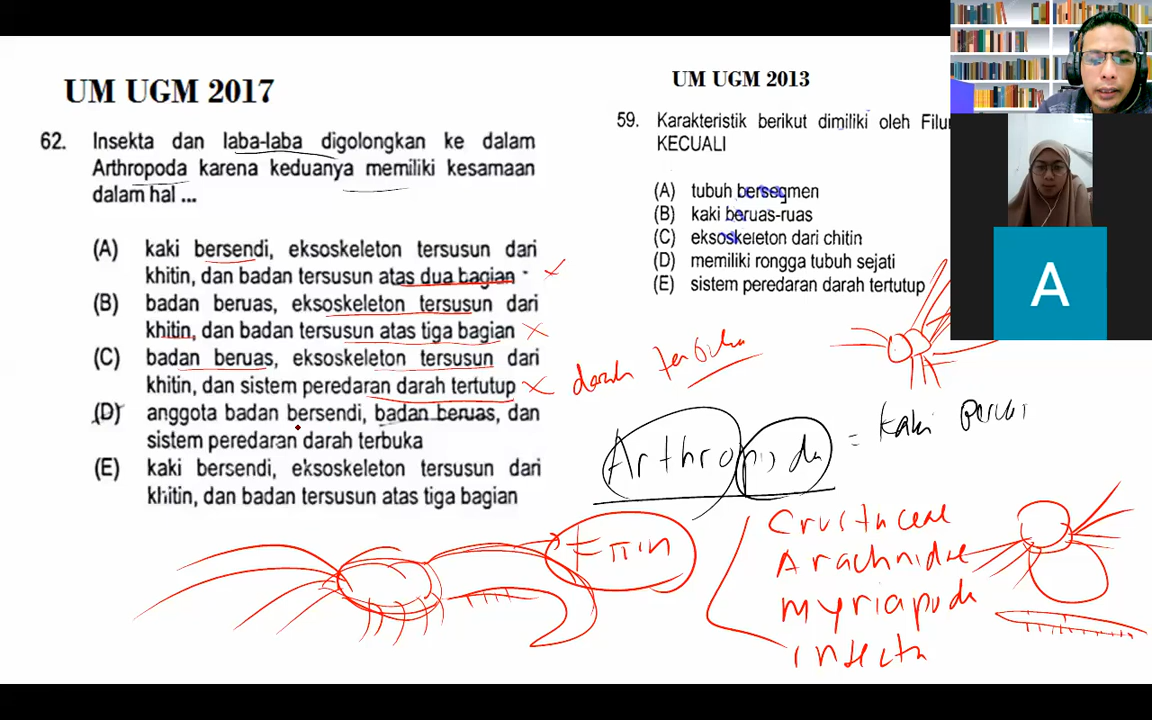 UM UGM 2017
62. Insekta dan laba-laba digolongkan ke dalam
Arthropoda karena keduanya memiliki kesamaan
dalam hal ...
(A) kaki bersendi, eksoskeleton tersusun dari
khitin, dan badan tersusun atas dua bagian
(B) badan beruas, eksoskeleton tersusun dari
khitin, dan badan tersusun atas tiga bagian
(C) badan beruas, eksoskeleton tersusun dari
khitin, dan sistem peredaran darah tertutup
(D) anggota badan bersendi, badan beruas, dan
sistem peredaran darah terbuka
(E) kaki bersendi, eksoskeleton tersusun dari
khitin, dan badan tersusun atas tiga bagian
UM UGM 2013
59. Karakteristik berikut dimiliki oleh Filu
KECUALI
(A) tubuh bersegmen
(B) kaki beruas-ruas
(C) eksoskeleton dari chitin
(D) memiliki rongga tubuh sejati
(E) sistem peredaran darah tertutup
darah terbuka
Arthropoda = kaki
Crustaceae
Arachnidae
Myriapoda
insecta
A